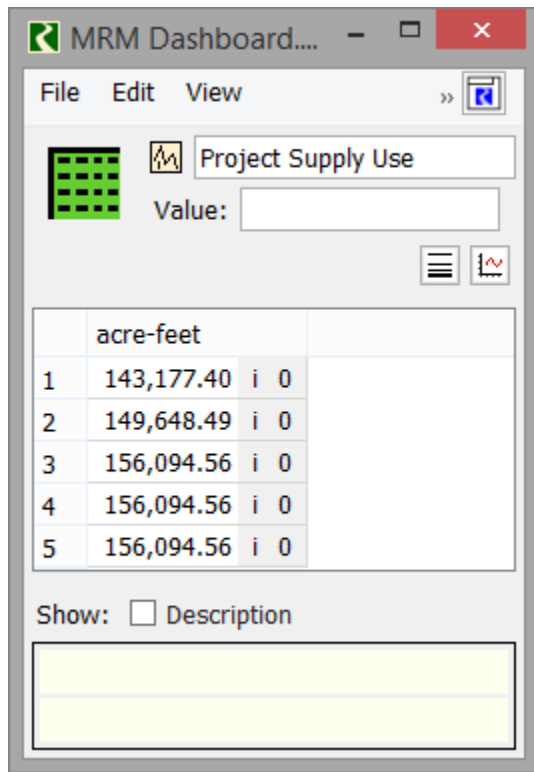 MRM Dashboard....
File Edit View »
Project Supply Use
Value:
acre-feet
1 143,177.40 i 0
2 149,648.49 i 0
3 156,094.56 i 0
4 156,094.56 i 0
5 156,094.56 i 0
Show: Description